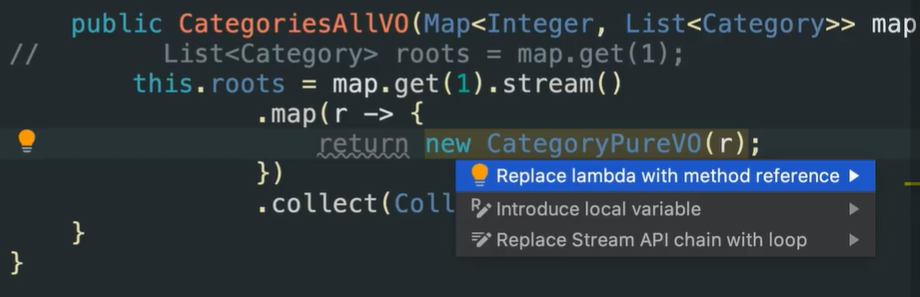 public CategoriesAllVO(Map<Integer, List<Category>> map
// List<Category> roots = map.get(1);
this.roots = map.get(1).stream()
.map(r -> {
return new CategoryPureVO(r);
})
.collect(Coll
}
}
Replace lambda with method reference
Introduce local variable
Replace Stream API chain with loop